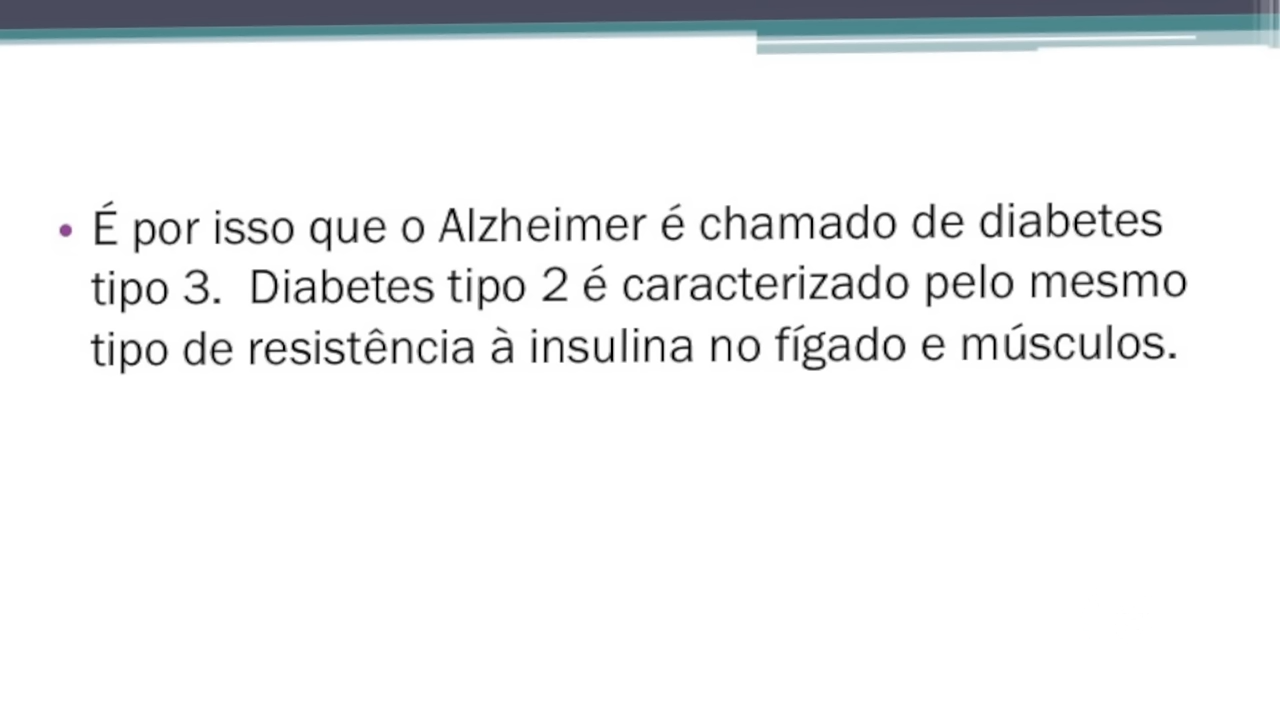 • É por isso que o Alzheimer é chamado de diabetes
tipo 3.  Diabetes tipo 2 é caracterizado pelo mesmo
tipo de resistência à insulina no fígado e músculos.